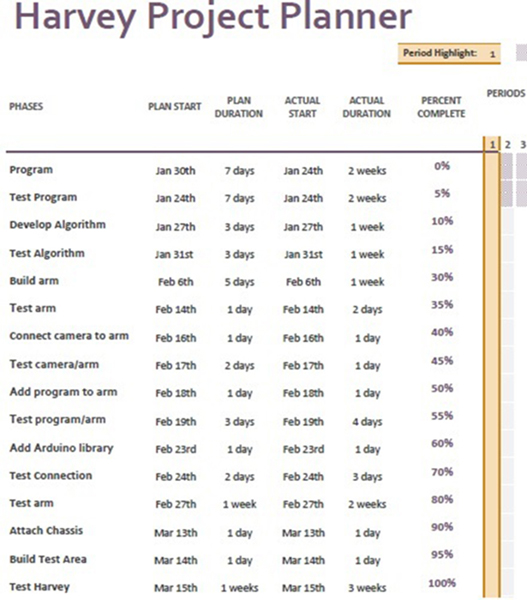 Harvey Project Planner
Period Highlight: 1
PHASES PLAN START PLAN DURATION ACTUAL START ACTUAL DURATION PERCENT COMPLETE PERIODS
1 2 3
Program Jan 30th 7 days Jan 24th 2 weeks 0%
Test Program Jan 24th 7 days Jan 24th 2 weeks 5%
Develop Algorithm Jan 27th 3 days Jan 27th 1 week 10%
Test Algorithm Jan 31st 3 days Jan 31st 1 week 15%
Build arm Feb 6th 5 days Feb 6th 1 week 30%
Test arm Feb 14th 1 day Feb 14th 2 days 35%
Connect camera to arm Feb 16th 1 day Feb 16th 1 day 40%
Test camera/arm Feb 17th 2 days Feb 17th 1 day 45%
Add program to arm Feb 18th 1 day Feb 18th 1 day 50%
Test program/arm Feb 19th 3 days Feb 19th 4 days 55%
Add Arduino library Feb 23rd 1 day Feb 23rd 1 day 60%
Test Connection Feb 24th 2 days Feb 24th 3 days 70%
Test arm Feb 27th 1 week Feb 27th 2 weeks 80%
Attach Chassis Mar 13th 1 day Mar 13th 1 day 90%
Build Test Area Mar 14th 1 day Mar 14th 1 day 95%
Test Harvey Mar 15th 1 weeks Mar 15th 3 weeks 100%